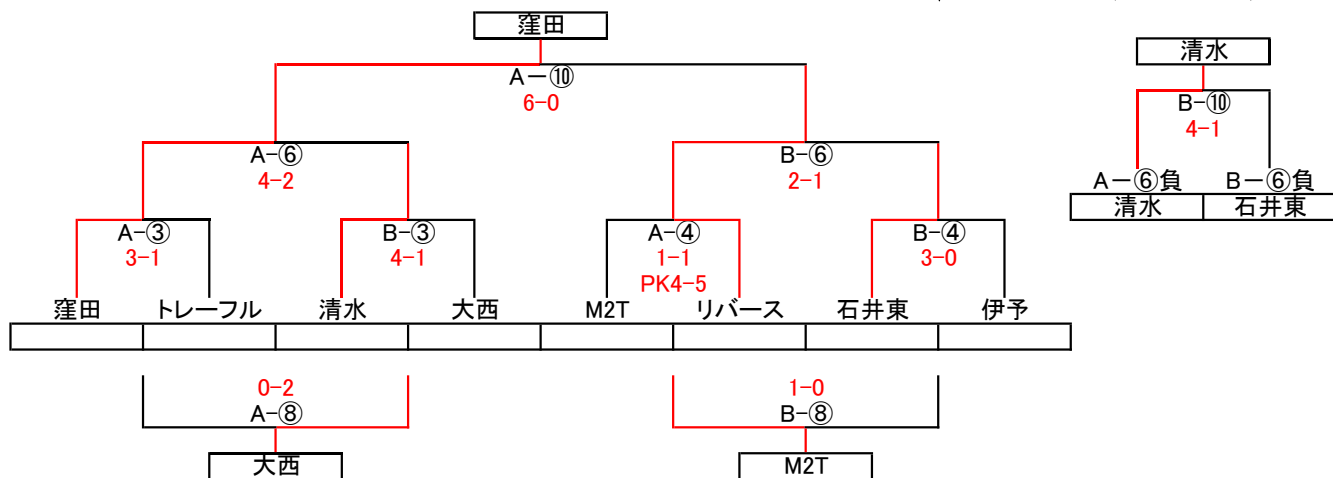 窪田
A－⑩
6-0
A-⑥
4-2
B-⑥
2-1
A-③
3-1
B-③
4-1
A-④
1-1
PK4-5
B-④
3-0
窪田 トレーフル 清水 大西 M2T リバース 石井東 伊予
0-2
A-⑧
大西
1-0
B-⑧
M2T
清水
B-⑩
4-1
A－⑥負 B－⑥負
清水 石井東